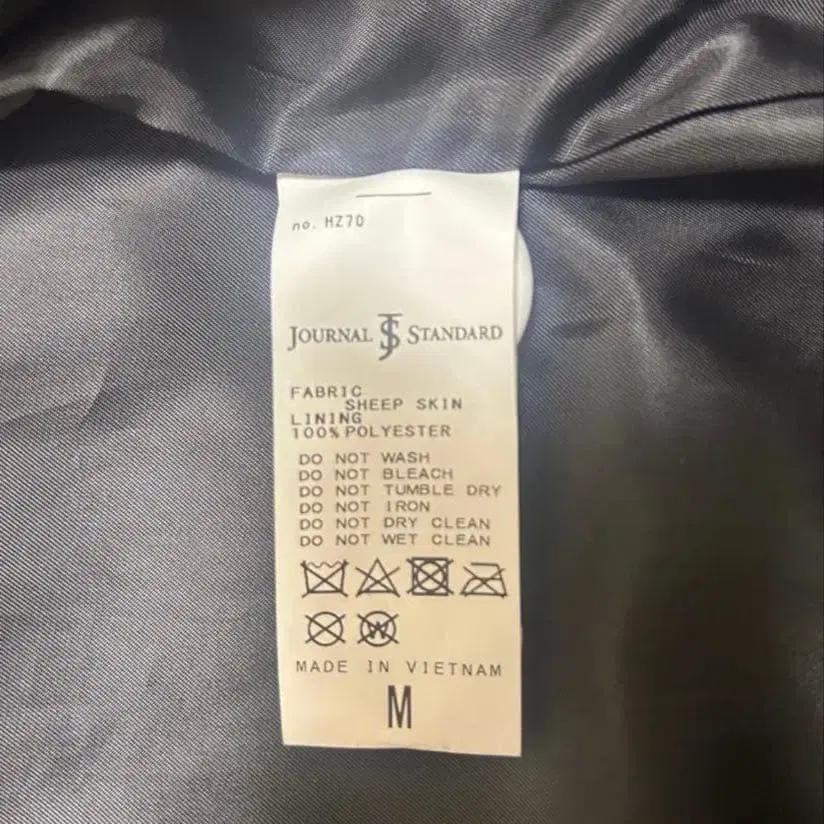 no. HZ70
JOURNAL JS STANDARD
FABRIC
SHEEP SKIN
LINING
100% POLYESTER
DO NOT WASH
DO NOT BLEACH
DO NOT TUMBLE DRY
DO NOT IRON
DO NOT DRY CLEAN
DO NOT WET CLEAN
W
MADE IN VIETNAM
M